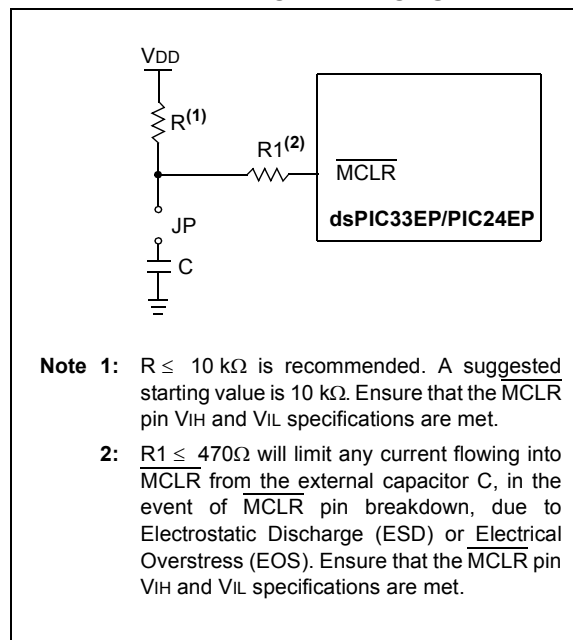 VDD
R(1)
R1(2)
MCLR
JP
dsPIC33EP/PIC24EP
C
Note 1: R ≤ 10 kΩ is recommended. A suggested
starting value is 10 kΩ. Ensure that the MCLR
pin VIH and VIL specifications are met.
2: R1 ≤ 470Ω will limit any current flowing into
MCLR from the external capacitor C, in the
event of MCLR pin breakdown, due to
Electrostatic Discharge (ESD) or Electrical
Overstress (EOS). Ensure that the MCLR pin
VIH and VIL specifications are met.